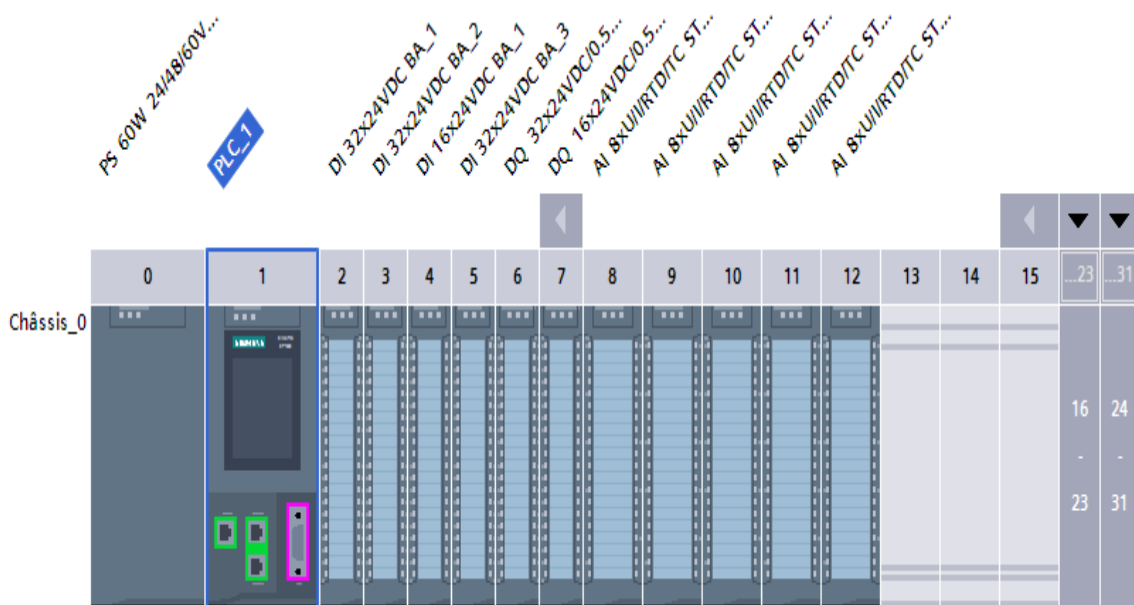 PS 60W 24/48/60V...
PLC_1
DI 32x24VDC BA_1
DI 32x24VDC BA_2
DI 16x24VDC BA_1
DI 32x24VDC BA_3
DQ 32x24VDC/0.5...
DQ 16x24VDC/0.5...
AI 8xU/I/RTD/TC ST...
AI 8xU/I/RTD/TC ST...
AI 8xU/I/RTD/TC ST...
AI 8xU/I/RTD/TC ST...
AI 8xU/I/RTD/TC ST...
0 1 2 3 4 5 6 7 8 9 10 11 12 13 14 15 ...23 ...31
Châssis_0
SIEMENS
16 24
- -
23 31